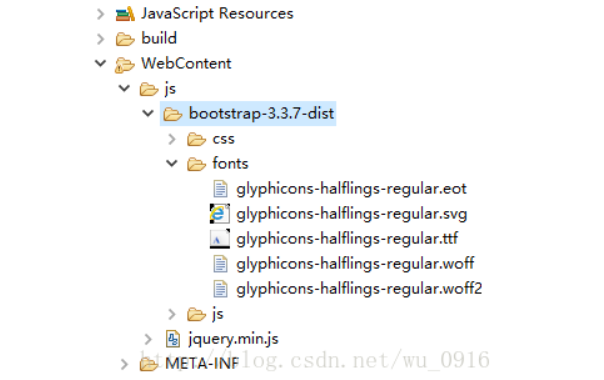 JavaScript Resources
build
WebContent
js
bootstrap-3.3.7-dist
css
fonts
glyphicons-halflings-regular.eot
glyphicons-halflings-regular.svg
glyphicons-halflings-regular.ttf
glyphicons-halflings-regular.woff
glyphicons-halflings-regular.woff2
js
jquery.min.js
META-INF
http://blog.csdn.net/wu_0916